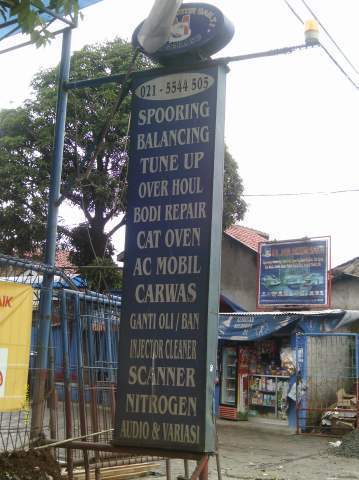 021 - 5544 505
SPOORING
BALANCING
TUNE UP
OVER HOUL
BODI REPAIR
CAT OVEN
AC MOBIL
CARWAS
GANTI OLI / BAN
INJECTOR CLEANER
SCANNER
NITROGEN
AUDIO & VARIASI